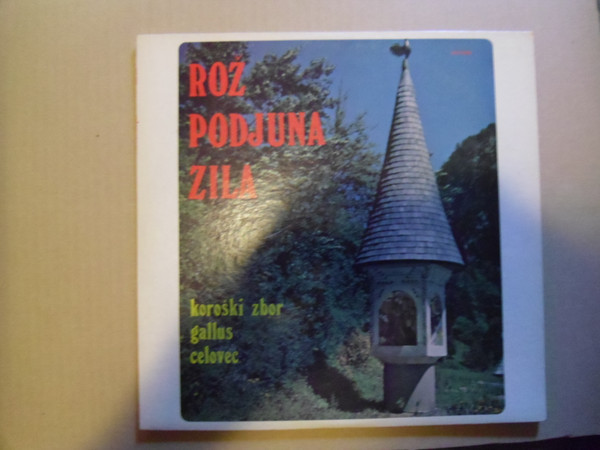 ROŽ
PODJUNA
ZILA
koroški zbor
gallus
celovec